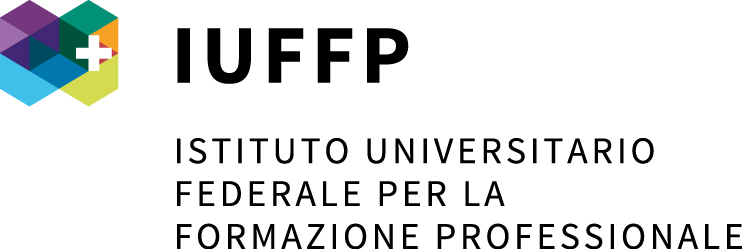 IUFFP
ISTITUTO UNIVERSITARIO
FEDERALE PER LA
FORMAZIONE PROFESSIONALE